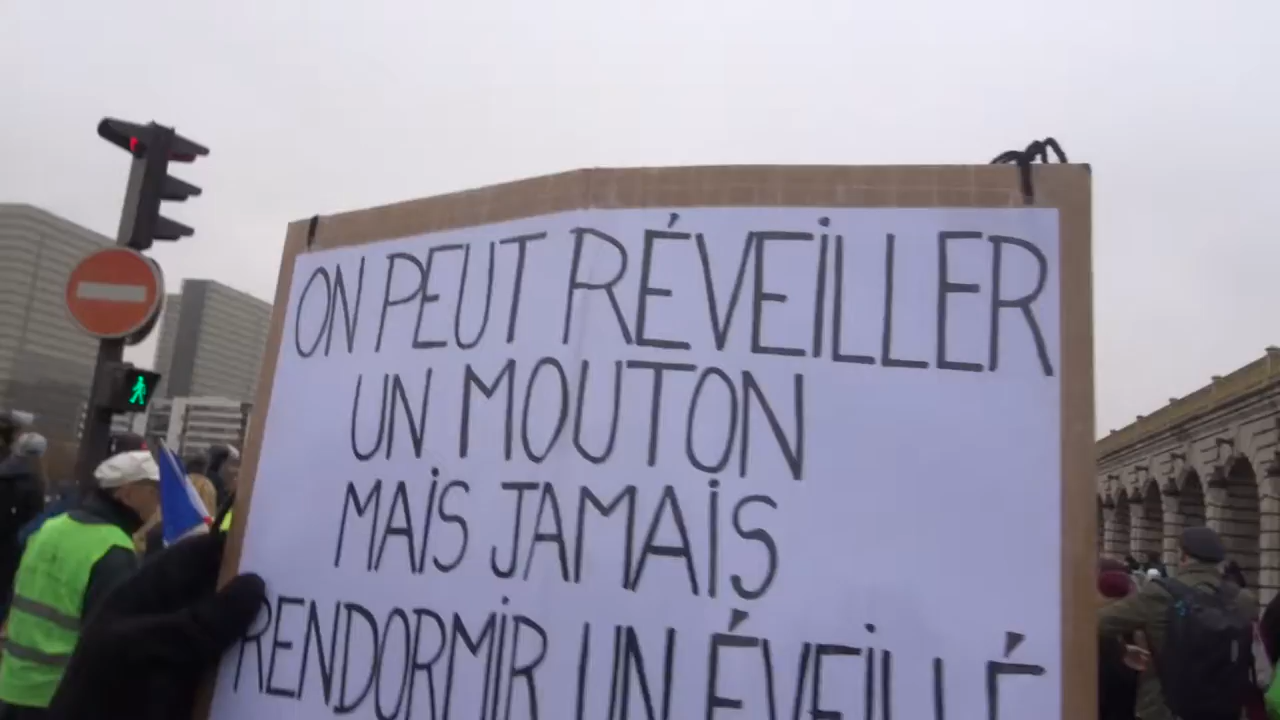 ON PEUT RÉVEiLLER
UN MOUTON
MAiS JAMAiS
RENDORMiR UN ÉVEiLLÉ